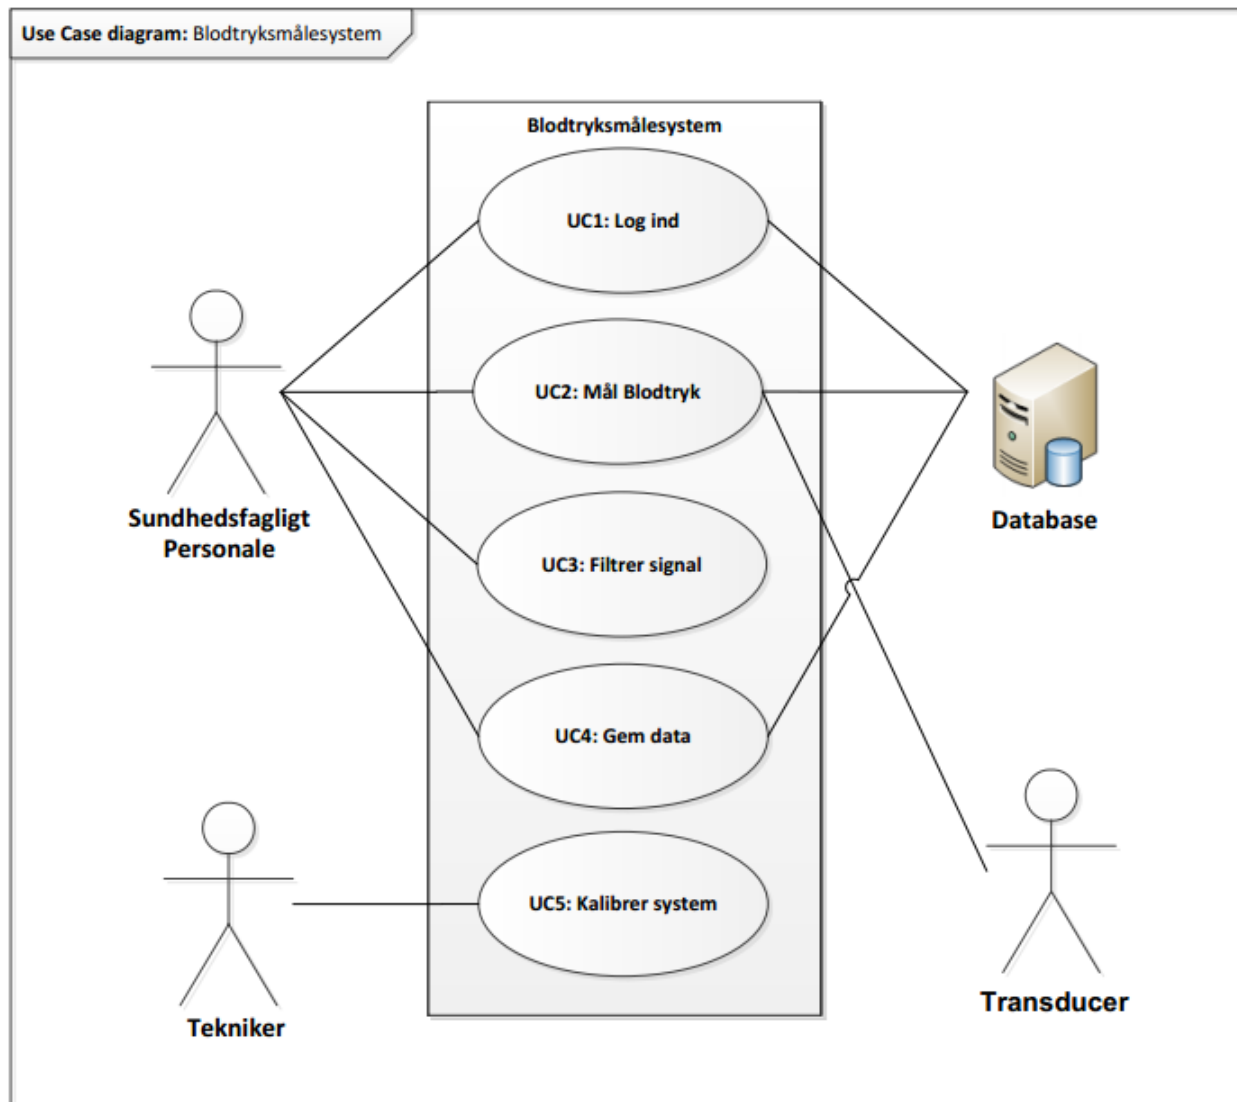 Use Case diagram: Blodtryksmålesystem
Blodtryksmålesystem
UC1: Log ind
UC2: Mål Blodtryk
UC3: Filtrer signal
UC4: Gem data
UC5: Kalibrer system
Sundhedsfagligt
Personale
Database
Tekniker
Transducer